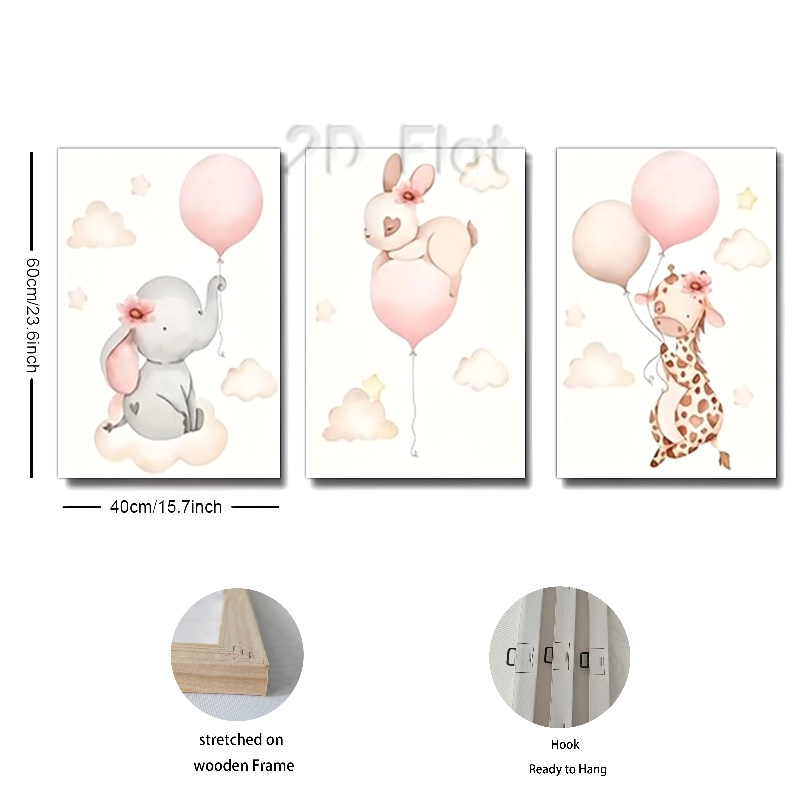 2D Flat
60cm/23.6inch
40cm/15.7inch
stretched on
wooden Frame
Hook
Ready to Hang